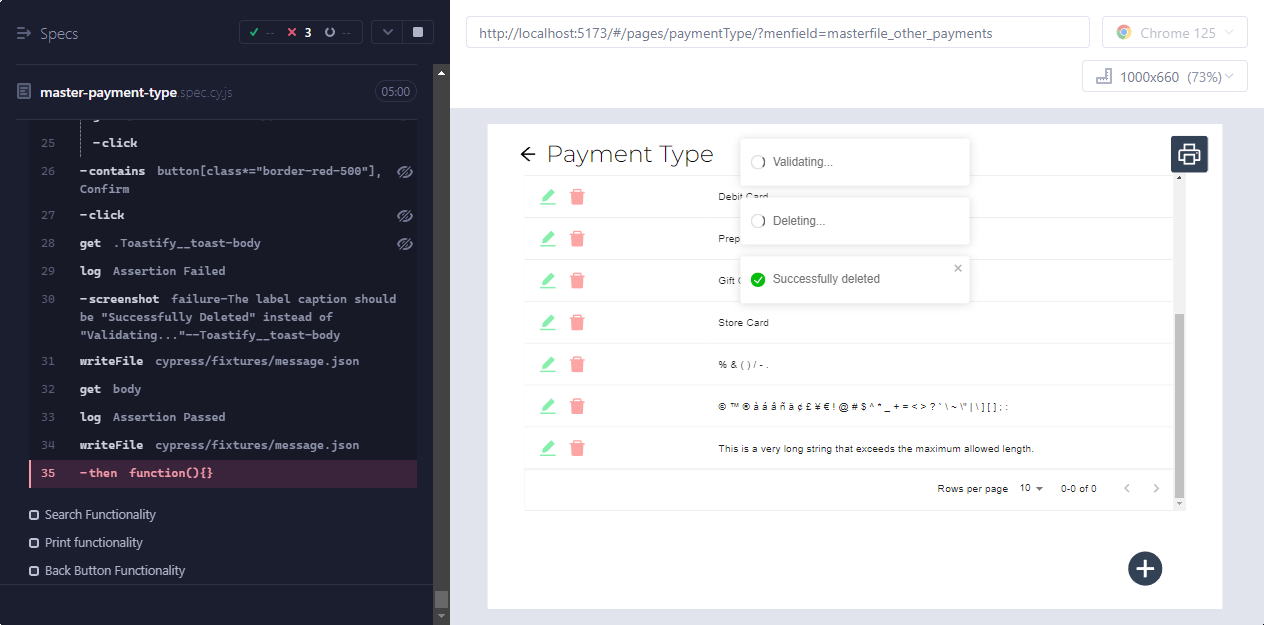 Specs
-- 3 --
master-payment-type.spec.cy.js 05:00
25 -click
26 -contains button[class*="border-red-500"],
Confirm
27 -click
28 get .Toastify__toast-body
29 log Assertion Failed
30 -screenshot failure-The label caption should
be "Successfully Deleted" instead of
"Validating..."--Toastify__toast-body
31 writeFile cypress/fixtures/message.json
32 get body
33 log Assertion Passed
34 writeFile cypress/fixtures/message.json
35 -then function(){}
Search Functionality
Print functionality
Back Button Functionality
http://localhost:5173/#/pages/paymentType/?menfield=masterfile_other_payments
Chrome 125
1000x660 (73%)
Payment Type
Validating...
Debit Card
Deleting...
Prep
Gift
Successfully deleted
Store Card
% & ( ) / - .
This is a very long string that exceeds the maximum allowed length.
Rows per page 10 0-0 of 0